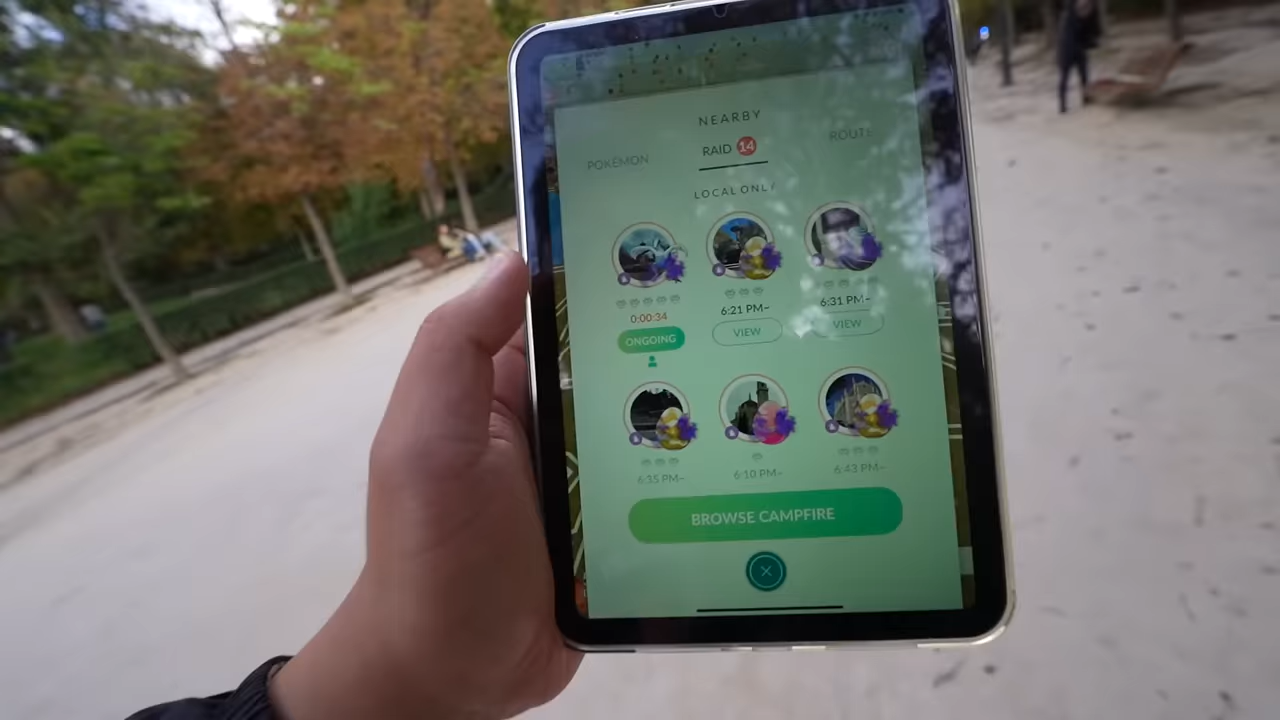 NEARBY
POKÉMON
RAID 14
ROUTE
LOCAL ONLY
0:00:34
6:21 PM~
6:31 PM~
ONGOING
VIEW
VIEW
6:35 PM~
6:10 PM~
6:43 PM~
BROWSE CAMPFIRE